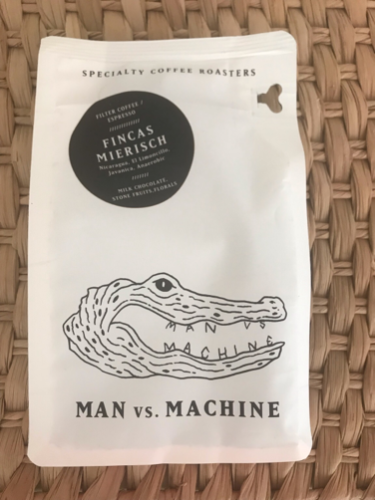 SPECIALTY COFFEE ROASTERS
FILTER COFFEE /
ESPRESSO
////////////
FINCAS
MIERISCH
Nicaragua, El Limoncillo,
Javanica, Anaerobic
///////
MILK CHOCOLATE,
STONE FRUITS, FLORALS
MAN VS
MACHINE
MAN VS. MACHINE